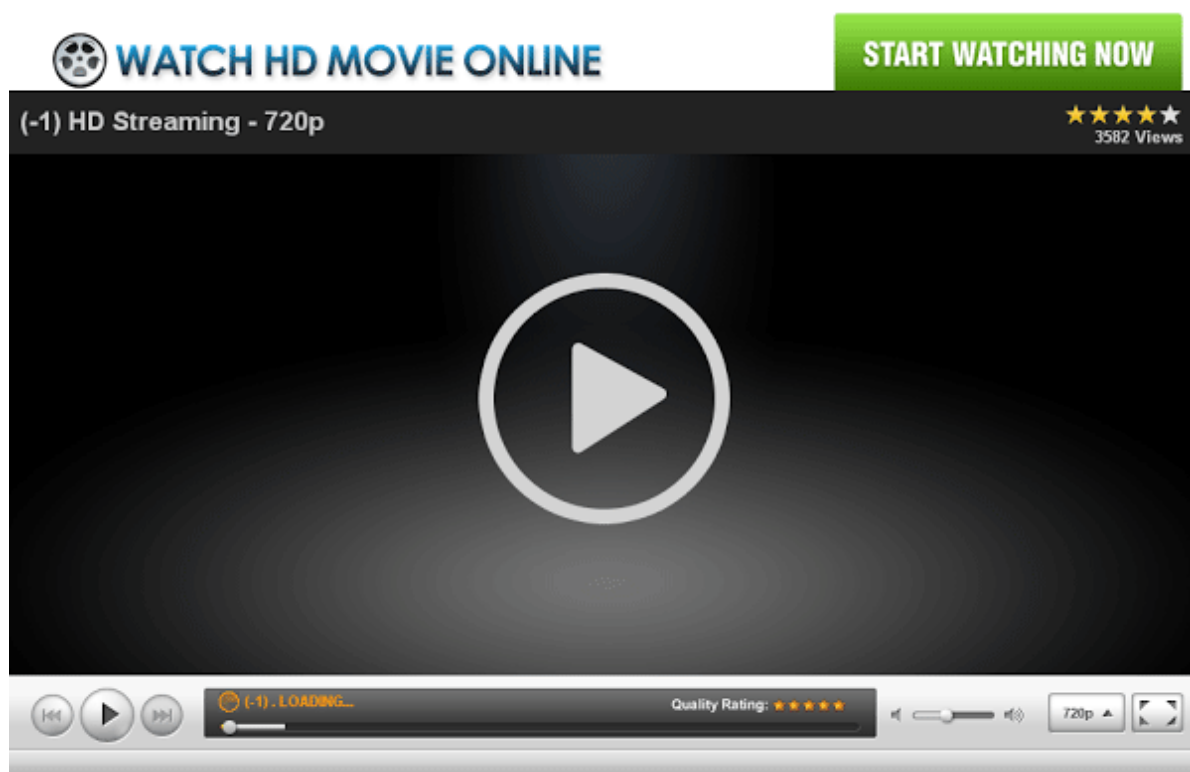 WATCH HD MOVIE ONLINE
START WATCHING NOW
(-1) HD Streaming - 720p
3582 Views
(-1) . LOADING...
Quality Rating:
720p